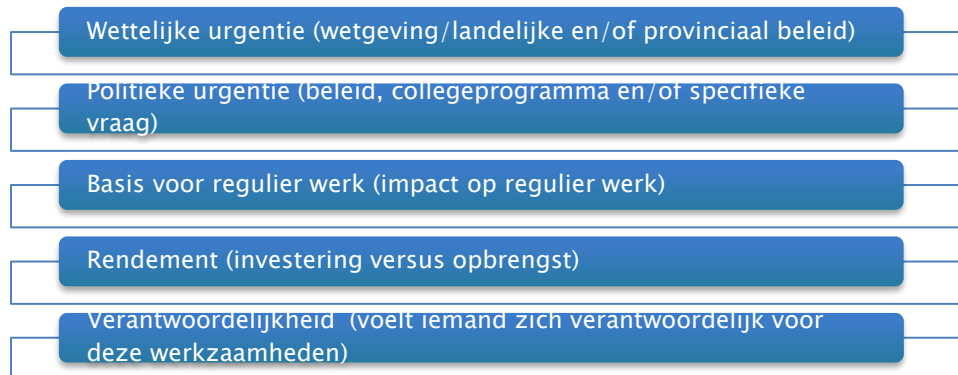 Wettelijke urgentie (wetgeving/landelijke en/of provinciaal beleid)
Politieke urgentie (beleid, collegeprogramma en/of specifieke
vraag)
Basis voor regulier werk (impact op regulier werk)
Rendement (investering versus opbrengst)
Verantwoordelijkheid  (voelt iemand zich verantwoordelijk voor
deze werkzaamheden)